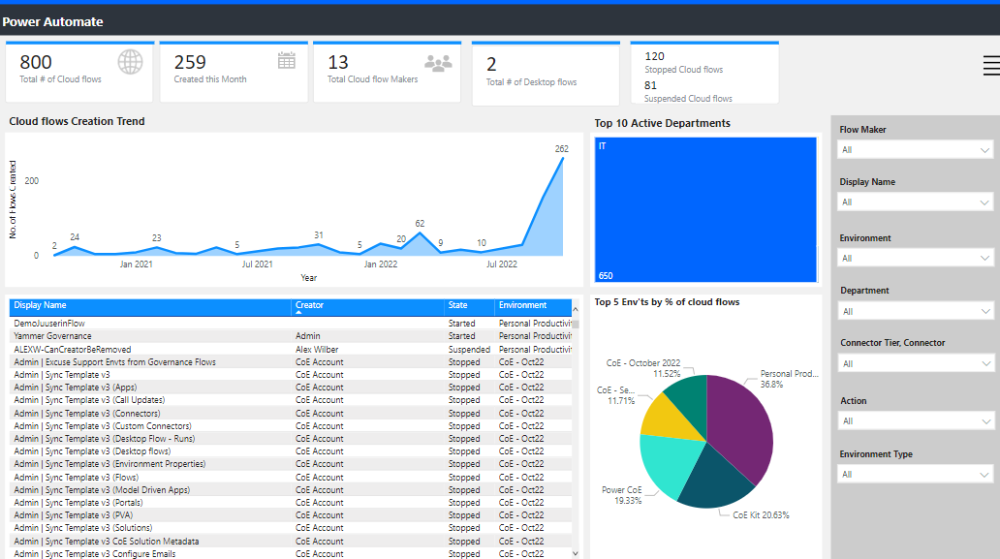 Power Automate
800
Total # of Cloud flows
259
Created this Month
13
Total Cloud flow Makers
2
Total # of Desktop flows
120
Stopped Cloud flows
81
Suspended Cloud flows
Cloud flows Creation Trend
No. of Flows Created
200
0
2
24
23
5
31
5
20
62
9
10
262
Jan 2021
Jul 2021
Jan 2022
Jul 2022
Year
Top 10 Active Departments
IT
650
Display Name Creator State Environment
DemoJuuserinFlow Started Personal Productivi
Yammer Governance Admin Started Personal Productivi
ALEXW-CanCreatorBeRemoved Alex Wilber Suspended Personal Productivi
Admin | Excuse Support Envts from Governance Flows CoE Account Stopped CoE - Oct22
Admin | Sync Template v3 CoE Account Stopped CoE - Oct22
Admin | Sync Template v3 (Apps) CoE Account Stopped CoE - Oct22
Admin | Sync Template v3 (Call Updates) CoE Account Stopped CoE - Oct22
Admin | Sync Template v3 (Connectors) CoE Account Stopped CoE - Oct22
Admin | Sync Template v3 (Custom Connectors) CoE Account Stopped CoE - Oct22
Admin | Sync Template v3 (Desktop Flow - Runs) CoE Account Stopped CoE - Oct22
Admin | Sync Template v3 (Desktop flows) CoE Account Stopped CoE - Oct22
Admin | Sync Template v3 (Environment Properties) CoE Account Stopped CoE - Oct22
Admin | Sync Template v3 (Flows) CoE Account Stopped CoE - Oct22
Admin | Sync Template v3 (Model Driven Apps) CoE Account Stopped CoE - Oct22
Admin | Sync Template v3 (Portals) CoE Account Stopped CoE - Oct22
Admin | Sync Template v3 (PVA) CoE Account Stopped CoE - Oct22
Admin | Sync Template v3 (Solutions) CoE Account Stopped CoE - Oct22
Admin | Sync Template v3 CoE Solution Metadata CoE Account Stopped CoE - Oct22
Admin | Sync Template v3 Configure Emails CoE Account Stopped CoE - Oct22
Top 5 Env'ts by % of cloud flows
CoE - October 2022
11.52%
CoE - Se...
11.71%
Personal Prod...
36.8%
Power CoE
19.33%
CoE Kit 20.63%
Flow Maker
All
Display Name
All
Environment
All
Department
All
Connector Tier, Connector
All
Action
All
Environment Type
All